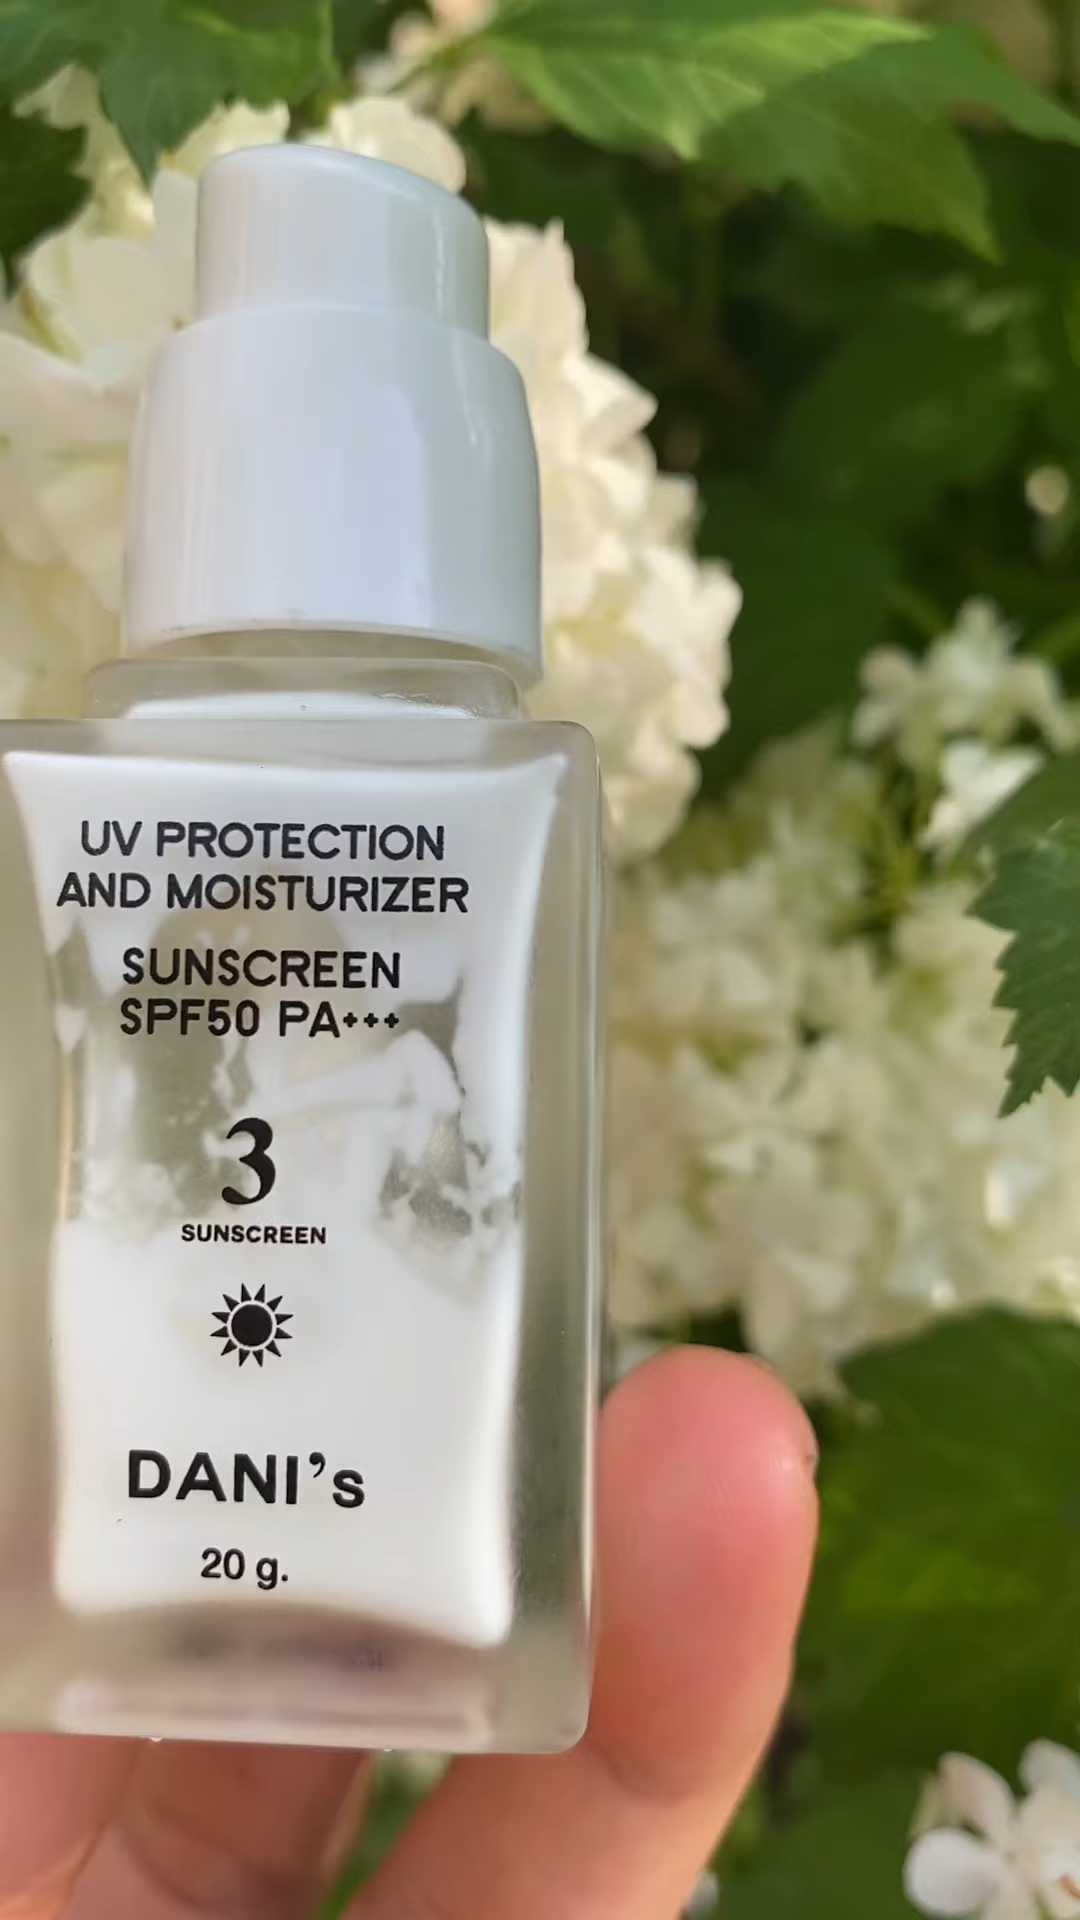 UV PROTECTION
AND MOISTURIZER
SUNSCREEN
SPF50 PA+++
3
SUNSCREEN
DANI's
20 g.